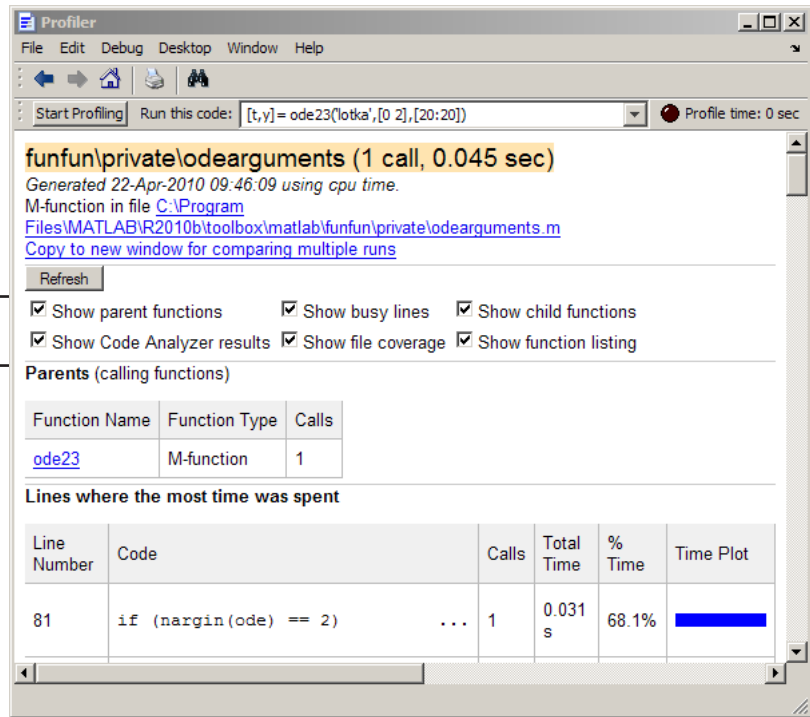 Profiler
File Edit Debug Desktop Window Help
Start Profiling Run this code: [t,y]= ode23('lotka',[0 2],[20:20]) Profile time: 0 sec
funfun\private\odearguments (1 call, 0.045 sec)
Generated 22-Apr-2010 09:46:09 using cpu time.
M-function in file C:\Program
Files\MATLAB\R2010b\toolbox\matlab\funfun\private\odearguments.m
Copy to new window for comparing multiple runs
Refresh
Show parent functions Show busy lines Show child functions
Show Code Analyzer results Show file coverage Show function listing
Parents (calling functions)
Function Name Function Type Calls
ode23 M-function 1
Lines where the most time was spent
Line Number Code Calls Total Time % Time Time Plot
81 if (nargin(ode) == 2) ... 1 0.031 s 68.1%